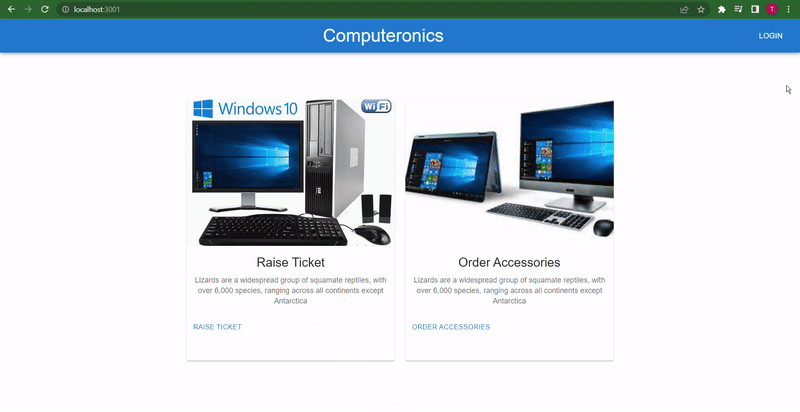 localhost:3001
T
Computeronics
LOGIN
Windows 10
WiFi
Raise Ticket
Lizards are a widespread group of squamate reptiles, with
over 6,000 species, ranging across all continents except
Antarctica
RAISE TICKET
Order Accessories
Lizards are a widespread group of squamate reptiles, with
over 6,000 species, ranging across all continents except
Antarctica
ORDER ACCESSORIES